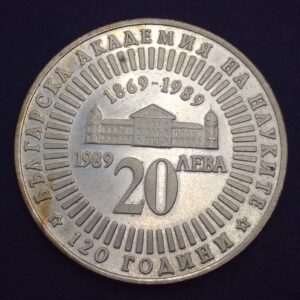 БЪЛГАРСКА АКАДЕМИЯ НА НАУКИТЕ
1869-1989
1989 20 ЛЕВА
120 ГОДИНИ